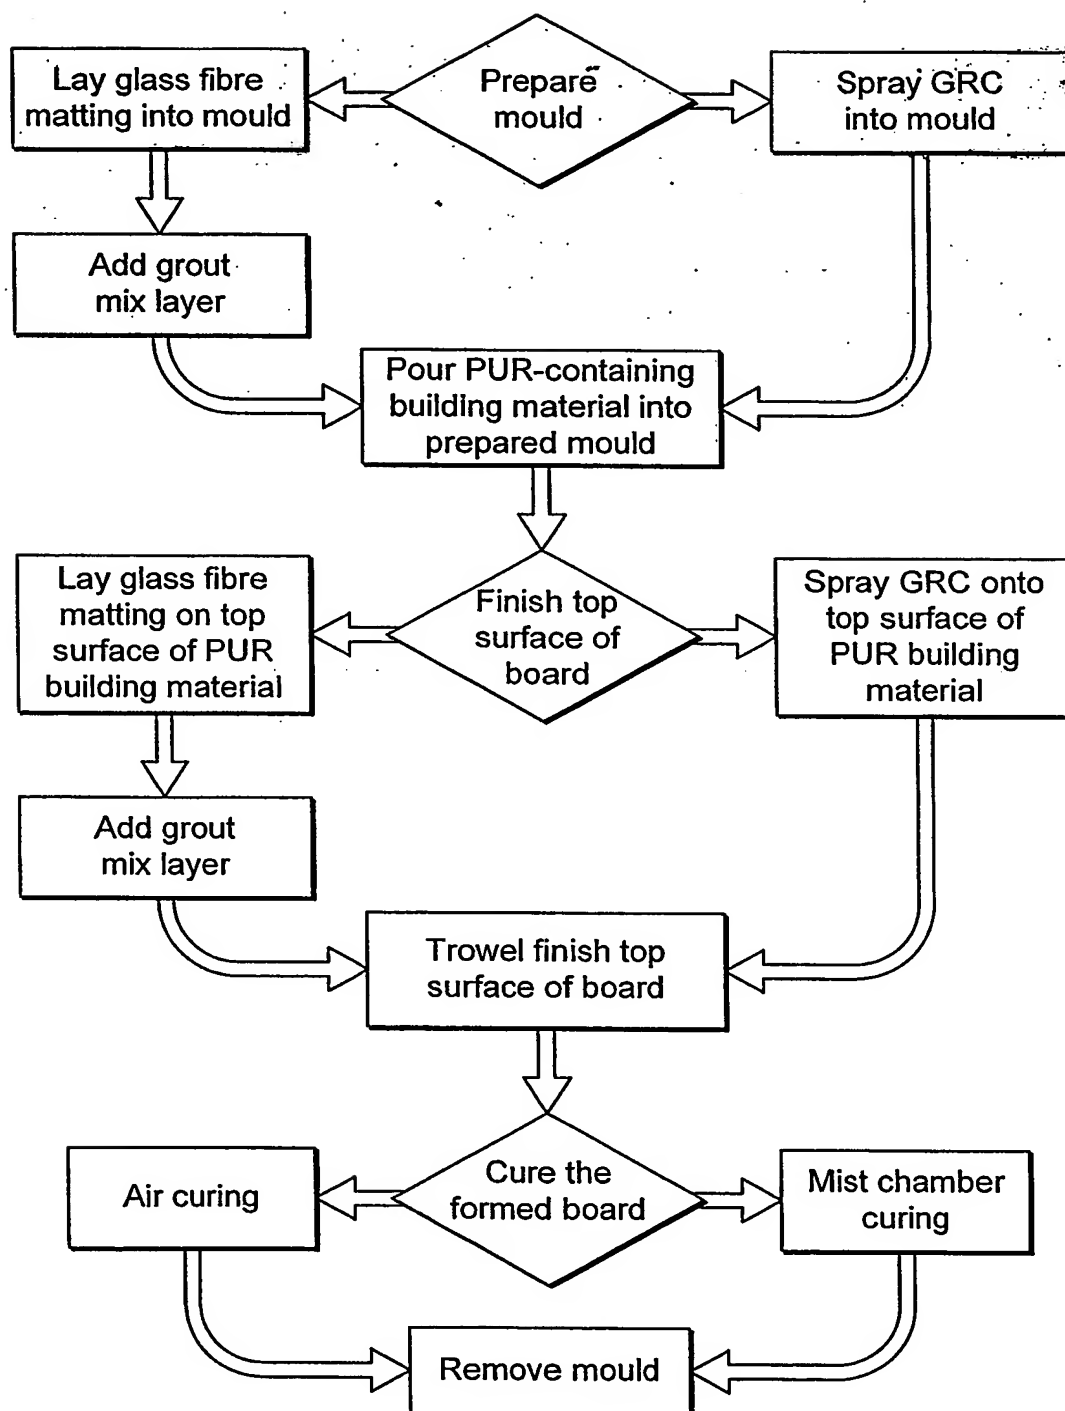 Prepare
mould
Lay glass fibre
matting into mould
Spray GRC
into mould
Add grout
mix layer
Pour PUR-containing
building material into
prepared mould
Finish top
surface of
board
Lay glass fibre
matting on top
surface of PUR
building material
Spray GRC onto
top surface of
PUR building
material
Add grout
mix layer
Trowel finish top
surface of board
Cure the
formed board
Air curing
Mist chamber
curing
Remove mould